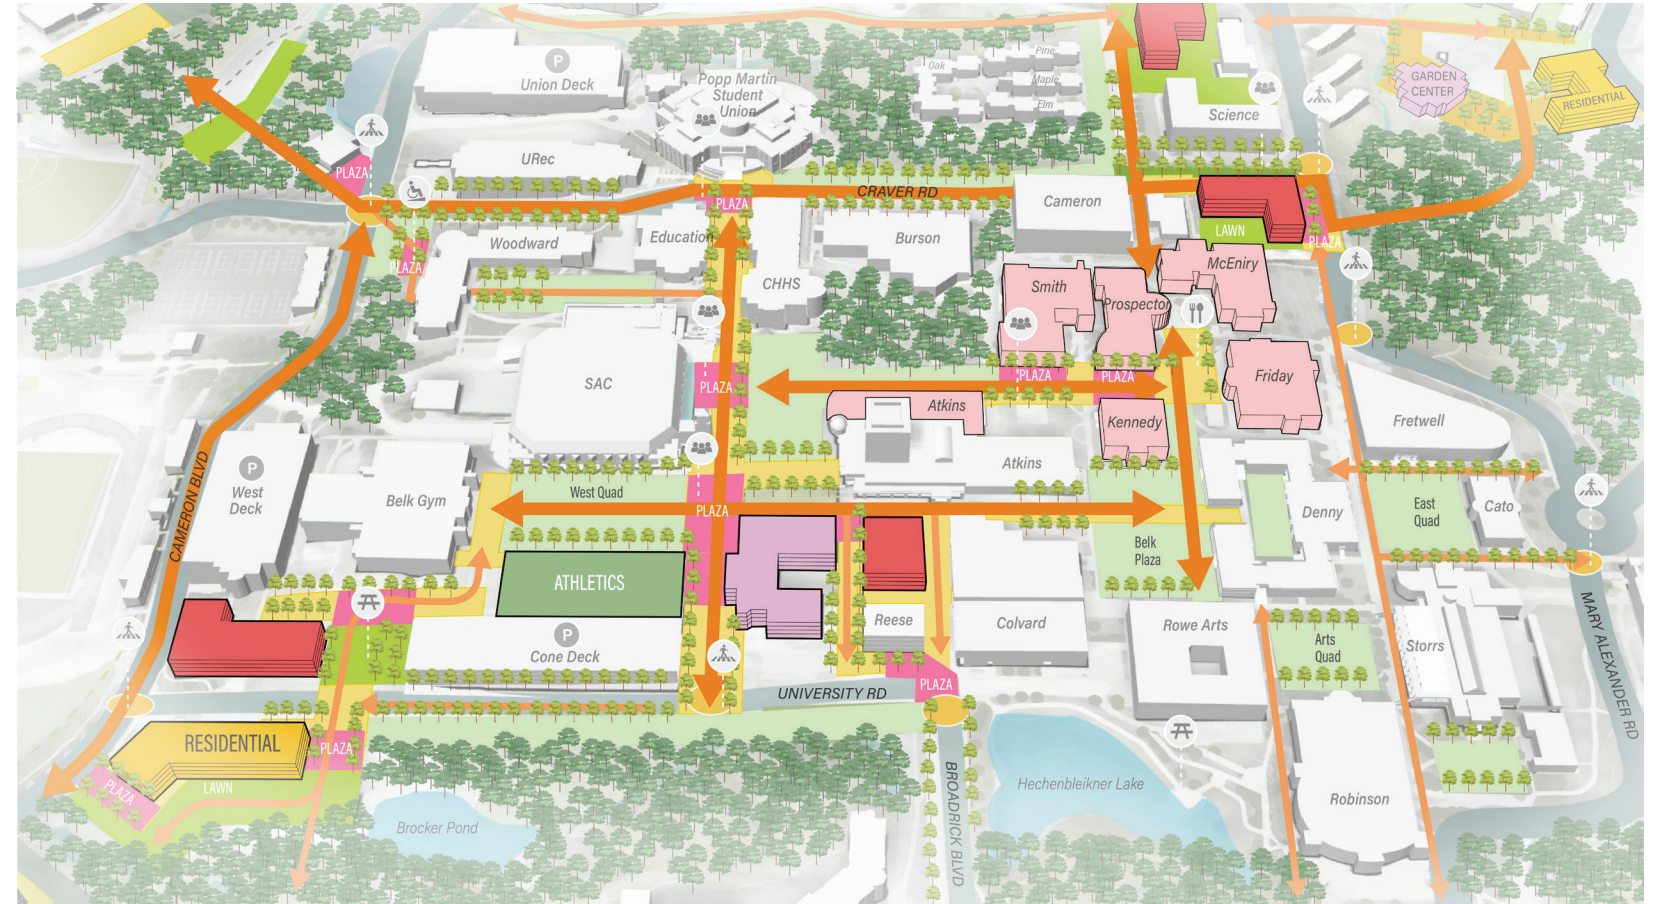 P
Union Deck
Popp Martin
Student
Union
Oak
Pine
Maple
Elm
Science
GARDEN
CENTER
RESIDENTIAL
PLAZA
URec
CRAVER RD
PLAZA
Cameron
LAWN
PLAZA
Woodward
Education
Burson
PLAZA
CHHS
Smith
Prospector
McEniry
SAC
PLAZA
PLAZA
PLAZA
Friday
Atkins
Kennedy
Fretwell
CAMERON BLVD
P
West
Deck
Belk Gym
West Quad
PLAZA
Atkins
Denny
East
Quad
Cato
Belk
Plaza
ATHLETICS
P
Cone Deck
Reese
Colvard
Rowe Arts
Arts
Quad
Storrs
MARY ALEXANDER RD
UNIVERSITY RD
PLAZA
RESIDENTIAL
PLAZA
LAWN
PLAZA
Brocker Pond
BROADRICK BLVD
Hechenbleikner Lake
Robinson